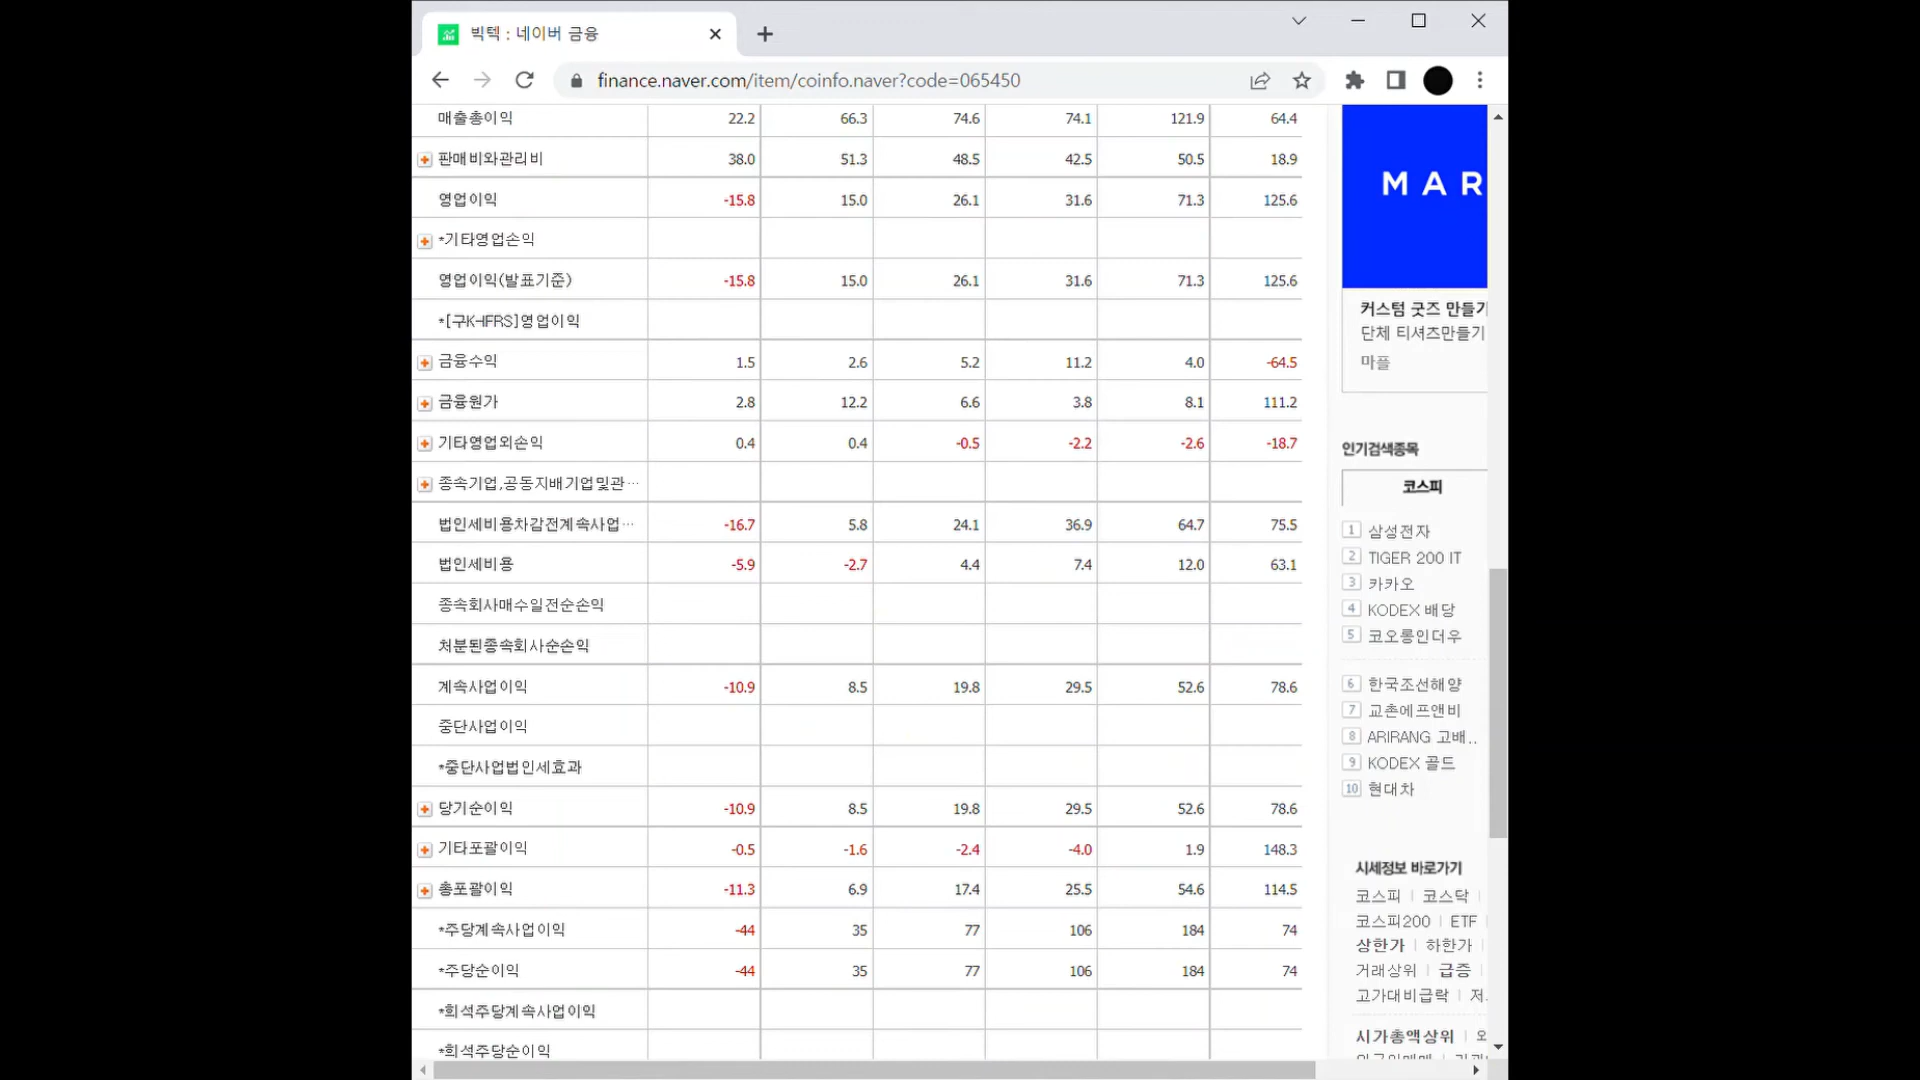 빅텍 : 네이버 금융
finance.naver.com/item/coinfo.naver?code=065450
매출총이익 22.2 66.3 74.6 74.1 121.9 64.4
판매비와관리비 38.0 51.3 48.5 42.5 50.5 18.9
영업이익 -15.8 15.0 26.1 31.6 71.3 125.6
*기타영업손익
영업이익(발표기준) -15.8 15.0 26.1 31.6 71.3 125.6
*[구K-IFRS]영업이익
금융수익 1.5 2.6 5.2 11.2 4.0 -64.5
금융원가 2.8 12.2 6.6 3.8 8.1 111.2
기타영업외손익 0.4 0.4 -0.5 -2.2 -2.6 -18.7
종속기업,공동지배기업및관…
법인세비용차감전계속사업… -16.7 5.8 24.1 36.9 64.7 75.5
법인세비용 -5.9 -2.7 4.4 7.4 12.0 63.1
종속회사매수일전순손익
처분된종속회사순손익
계속사업이익 -10.9 8.5 19.8 29.5 52.6 78.6
중단사업이익
*중단사업법인세효과
당기순이익 -10.9 8.5 19.8 29.5 52.6 78.6
기타포괄이익 -0.5 -1.6 -2.4 -4.0 1.9 148.3
총포괄이익 -11.3 6.9 17.4 25.5 54.6 114.5
*주당계속사업이익 -44 35 77 106 184 74
*주당순이익 -44 35 77 106 184 74
*희석주당계속사업이익
*희석주당순이익
MAR
커스텀 굿즈 만들기
단체 티셔츠만들기
마플
인기검색종목
코스피
1 삼성전자
2 TIGER 200 IT
3 카카오
4 KODEX 배당
5 코오롱인더우
6 한국조선해양
7 교촌에프앤비
8 ARIRANG 고배..
9 KODEX 골드
10 현대차
시세정보 바로가기
코스피 | 코스닥 |
코스피200 | ETF |
상한가 | 하한가 |
거래상위 | 급증 |
고가대비급락 | 저
시가총액상위 |